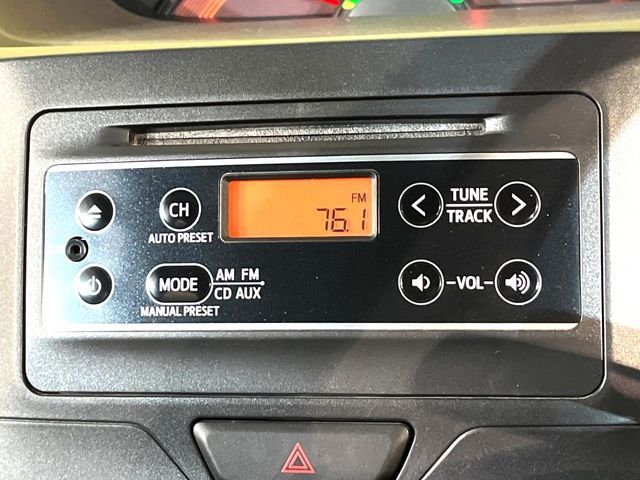 FM
76.1
CH
AUTO PRESET
TUNE
TRACK
MODE
AM FM
CD AUX
MANUAL PRESET
VOL